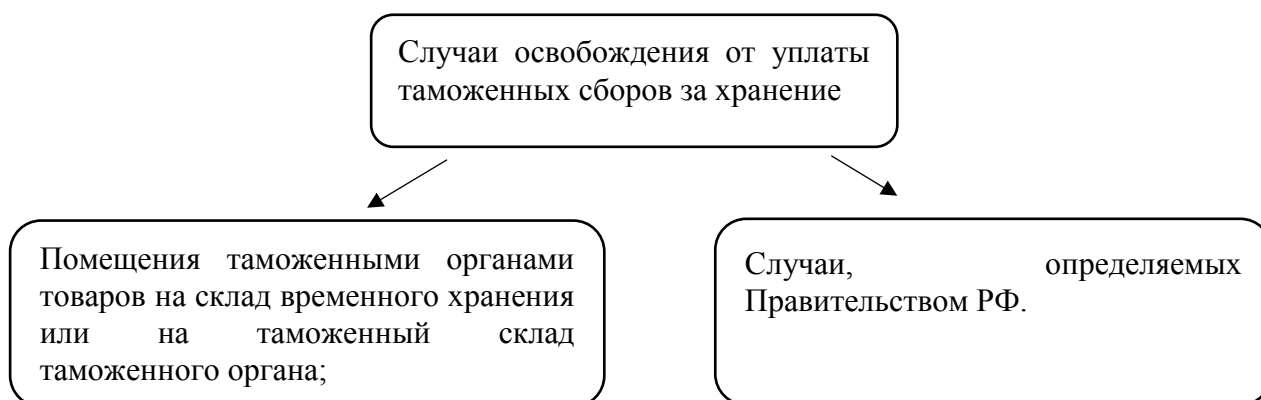 Случаи освобождения от уплаты
таможенных сборов за хранение
Помещения таможенными органами
товаров на склад временного хранения
или на таможенный склад
таможенного органа;
Случаи, определяемых
Правительством РФ.